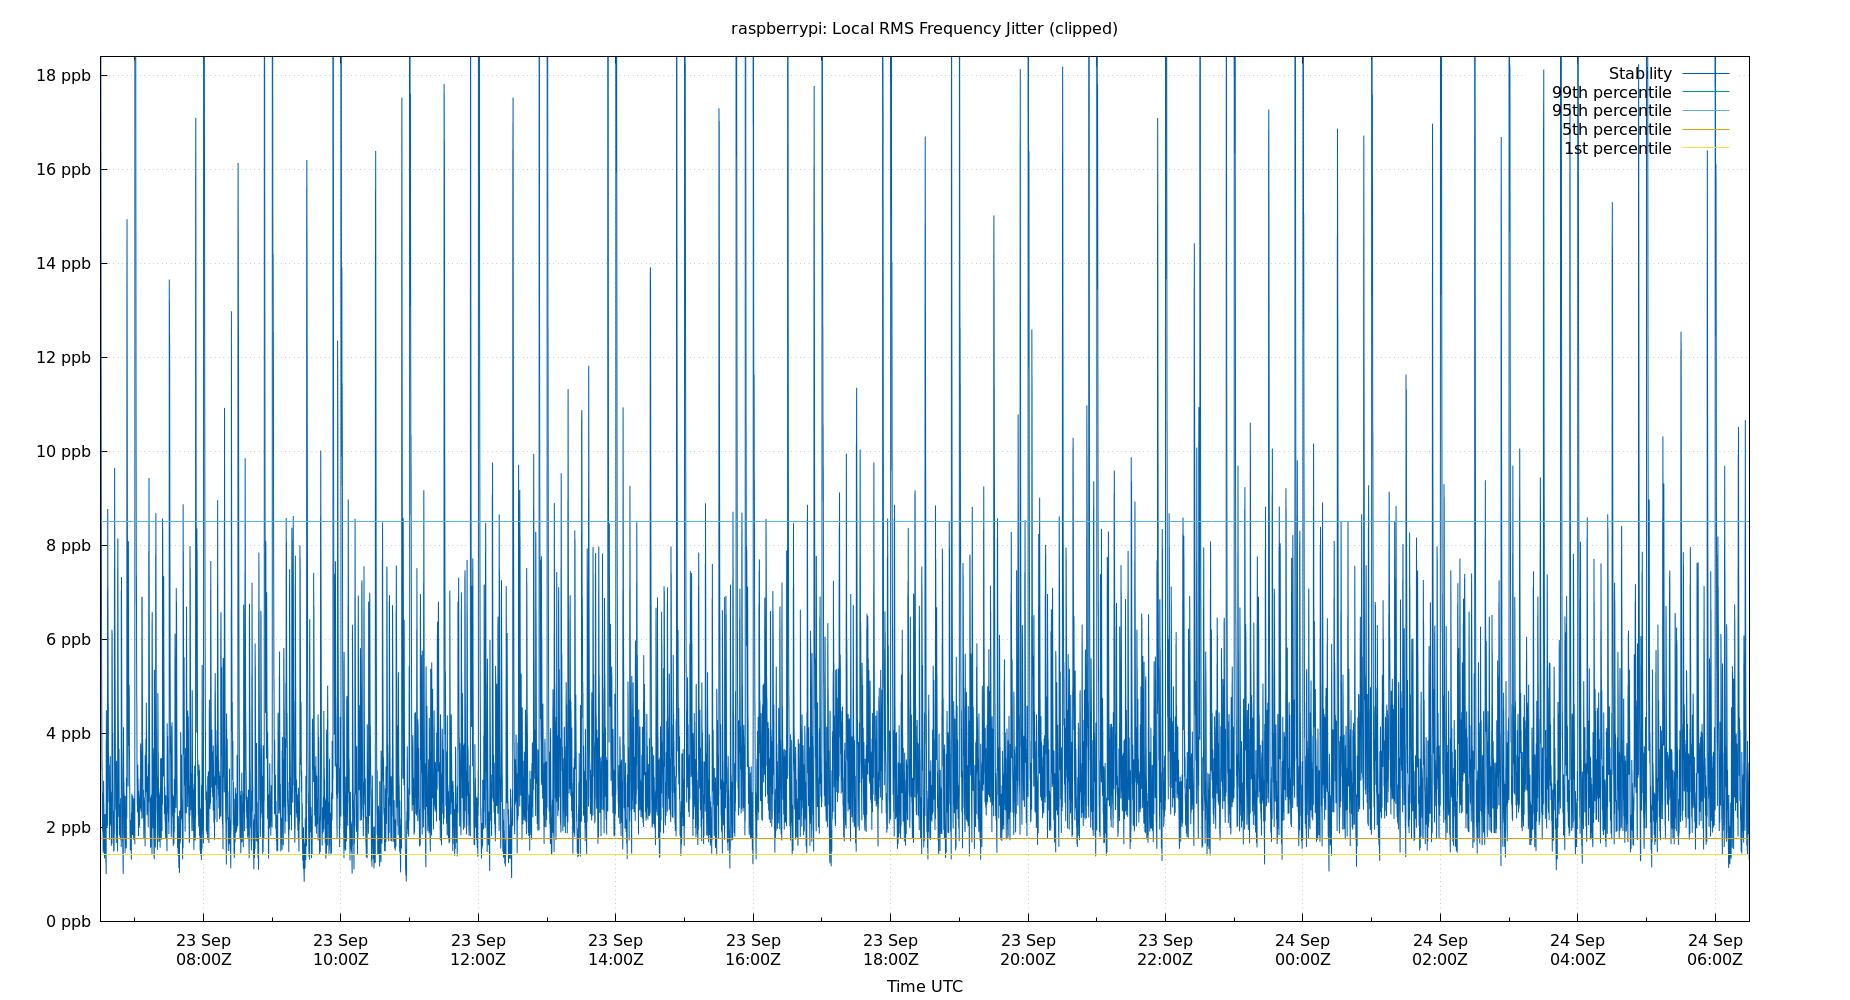 raspberrypi: Local RMS Frequency Jitter (clipped)
18 ppb
16 ppb
14 ppb
12 ppb
10 ppb
8 ppb
6 ppb
4 ppb
2 ppb
0 ppb
Stability
99th percentile
95th percentile
5th percentile
1st percentile
23 Sep 23 Sep 23 Sep 23 Sep 23 Sep 23 Sep 23 Sep 23 Sep 24 Sep 24 Sep 24 Sep 24 Sep
08:00Z 10:00Z 12:00Z 14:00Z 16:00Z 18:00Z 20:00Z 22:00Z 00:00Z 02:00Z 04:00Z 06:00Z
Time UTC